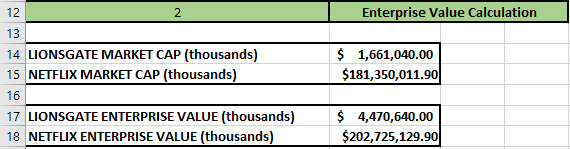 12 2 Enterprise Value Calculation
13
14 LIONSGATE MARKET CAP (thousands) $ 1,661,040.00
15 NETFLIX MARKET CAP (thousands) $181,350,011.90
16
17 LIONSGATE ENTERPRISE VALUE (thousands) $ 4,470,640.00
18 NETFLIX ENTERPRISE VALUE (thousands) $202,725,129.90